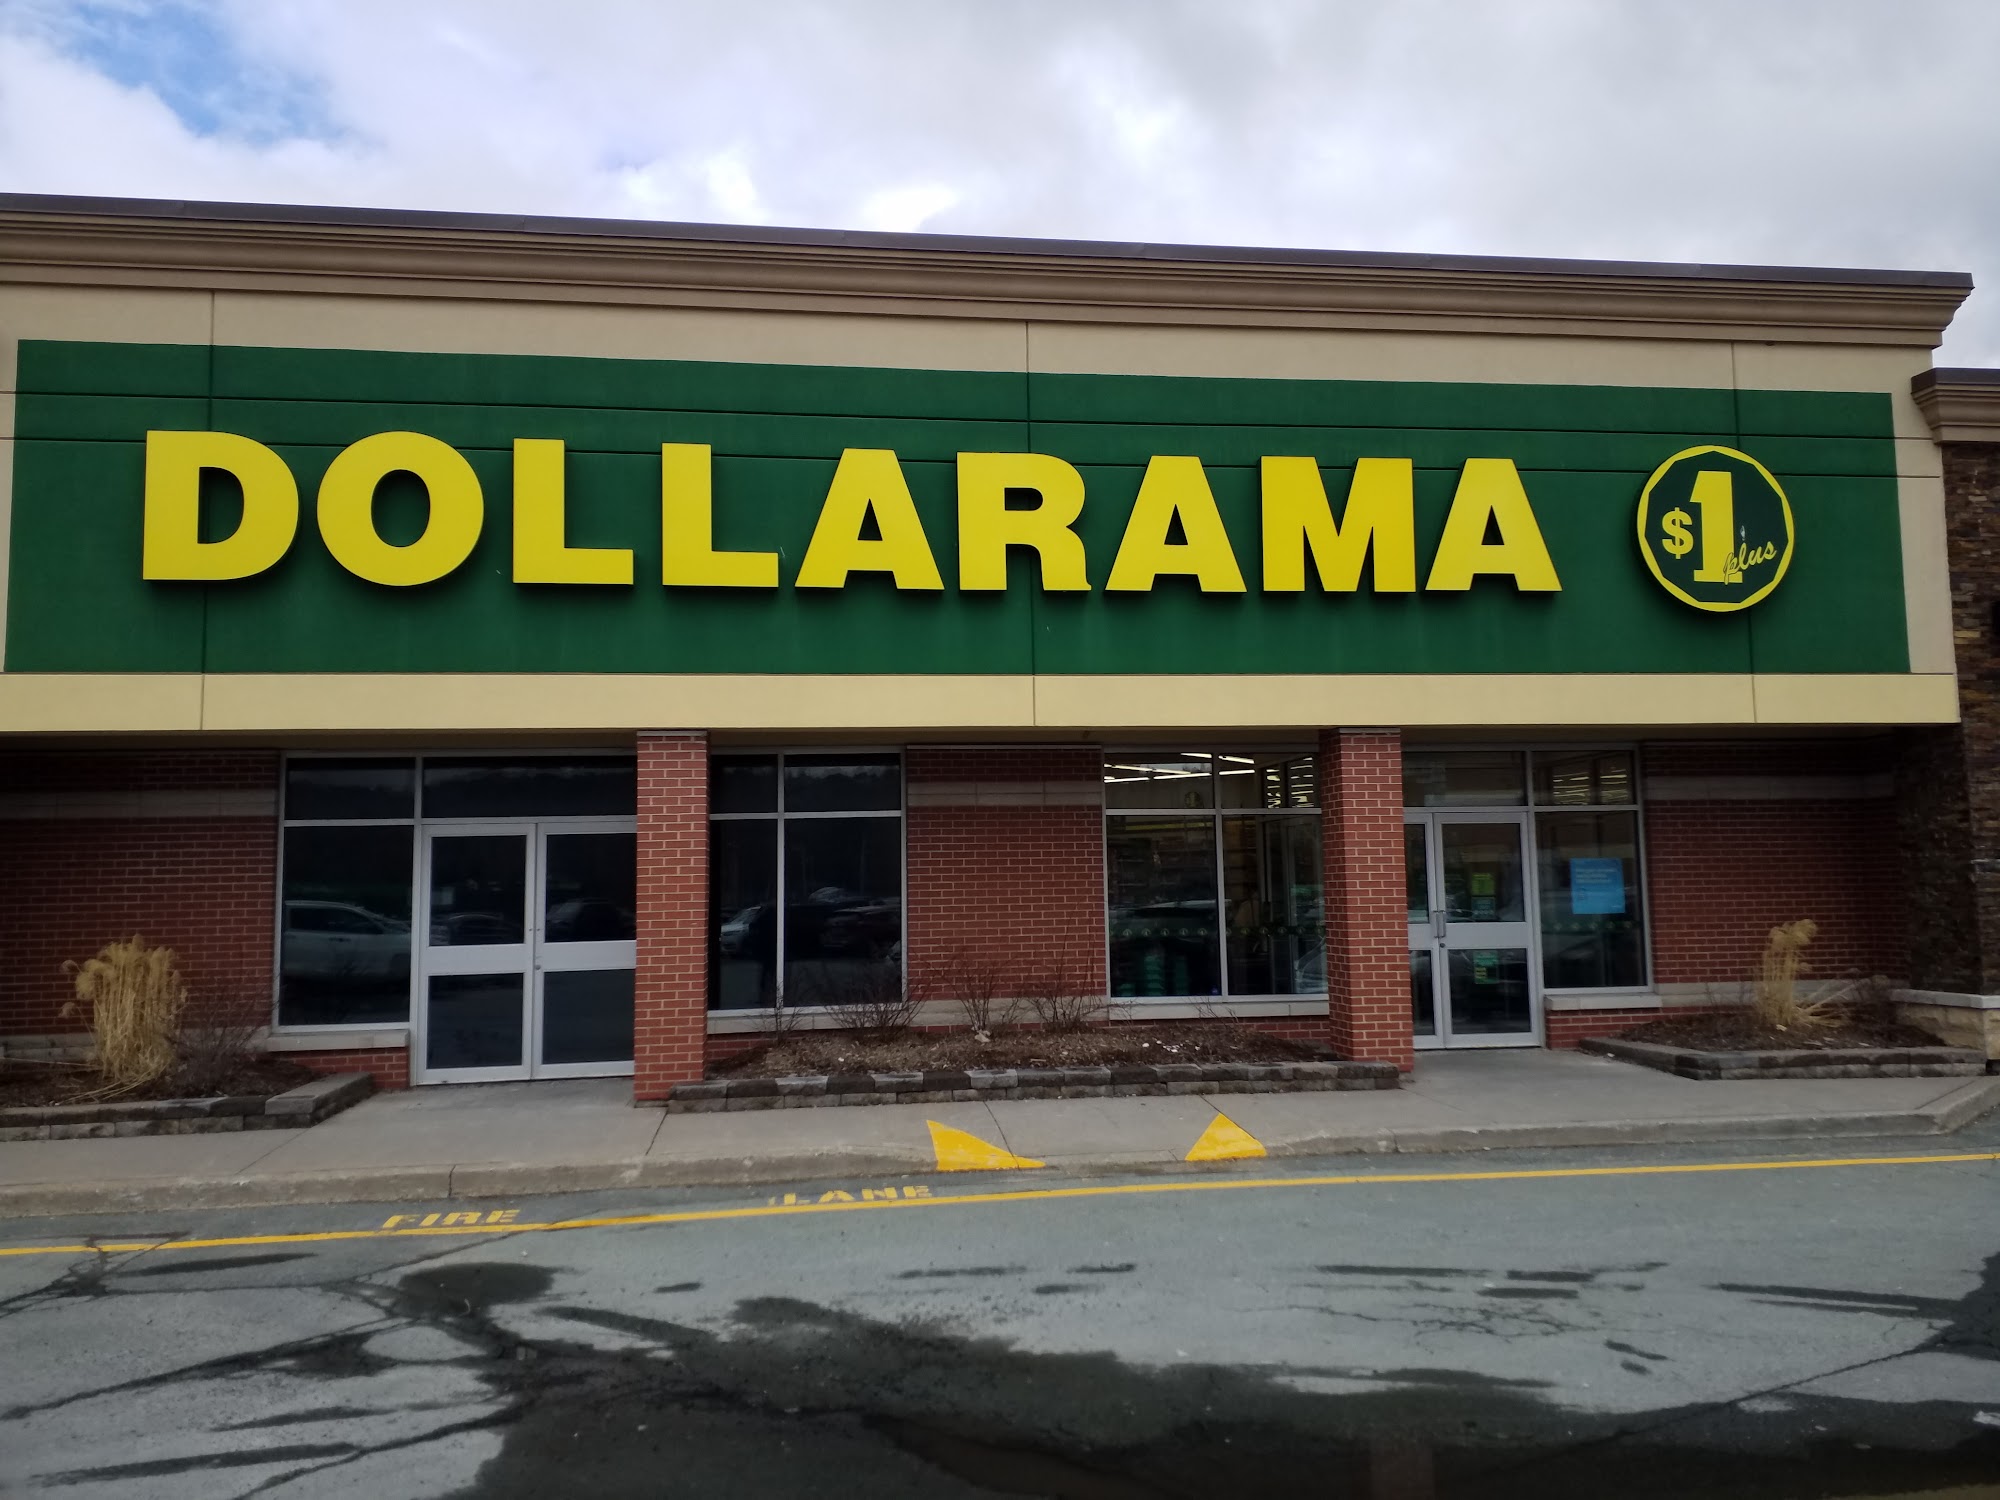 DOLLARAMA
$1 plus
FIRE LANE